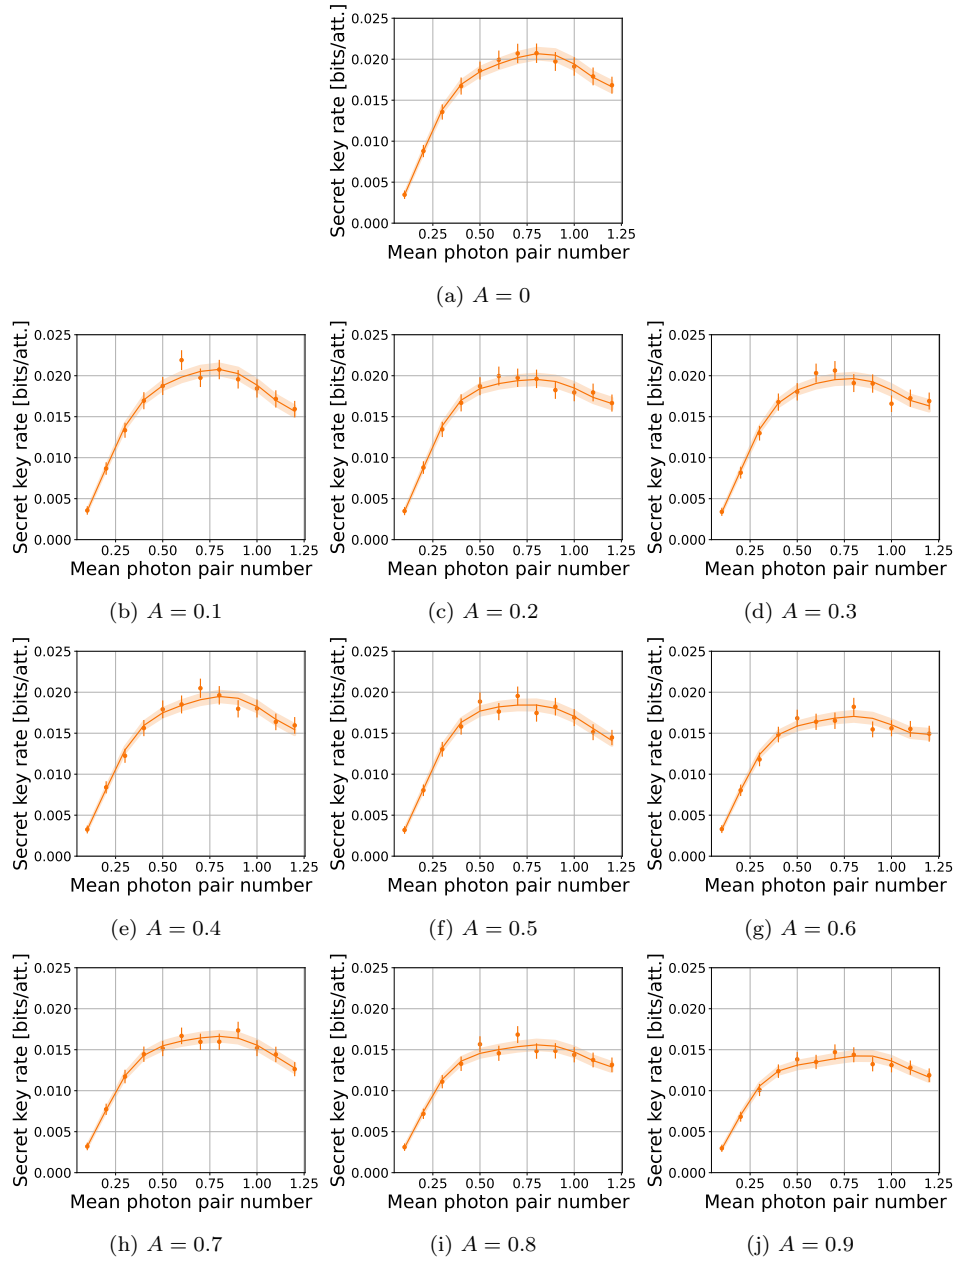 Secret key rate [bits/att.]
0.025
0.020
0.015
0.010
0.005
0.000
0.25 0.50 0.75 1.00 1.25
Mean photon pair number
(a) A = 0
Secret key rate [bits/att.]
0.025
0.020
0.015
0.010
0.005
0.000
0.25 0.50 0.75 1.00 1.25
Mean photon pair number
(b) A = 0.1
Secret key rate [bits/att.]
0.025
0.020
0.015
0.010
0.005
0.000
0.25 0.50 0.75 1.00 1.25
Mean photon pair number
(c) A = 0.2
Secret key rate [bits/att.]
0.025
0.020
0.015
0.010
0.005
0.000
0.25 0.50 0.75 1.00 1.25
Mean photon pair number
(d) A = 0.3
Secret key rate [bits/att.]
0.025
0.020
0.015
0.010
0.005
0.000
0.25 0.50 0.75 1.00 1.25
Mean photon pair number
(e) A = 0.4
Secret key rate [bits/att.]
0.025
0.020
0.015
0.010
0.005
0.000
0.25 0.50 0.75 1.00 1.25
Mean photon pair number
(f) A = 0.5
Secret key rate [bits/att.]
0.025
0.020
0.015
0.010
0.005
0.000
0.25 0.50 0.75 1.00 1.25
Mean photon pair number
(g) A = 0.6
Secret key rate [bits/att.]
0.025
0.020
0.015
0.010
0.005
0.000
0.25 0.50 0.75 1.00 1.25
Mean photon pair number
(h) A = 0.7
Secret key rate [bits/att.]
0.025
0.020
0.015
0.010
0.005
0.000
0.25 0.50 0.75 1.00 1.25
Mean photon pair number
(i) A = 0.8
Secret key rate [bits/att.]
0.025
0.020
0.015
0.010
0.005
0.000
0.25 0.50 0.75 1.00 1.25
Mean photon pair number
(j) A = 0.9